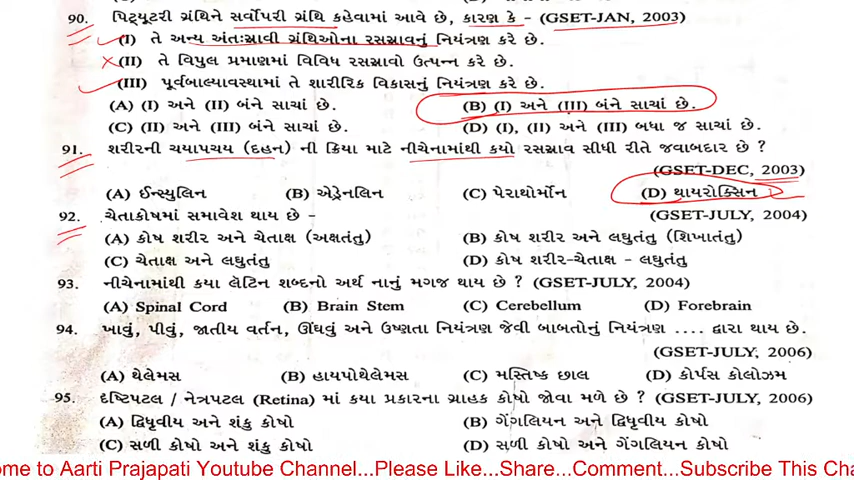 90. પિટ્યૂટરી ગ્રંથિને સર્વોપરી ગ્રંથિ કહેવામાં આવે છે, કારણ કે - (GSET-JAN, 2003)
(I) તે અન્ય અંતઃસ્રાવી ગ્રંથિઓના રસસ્રાવનું નિયંત્રણ કરે છે.
(II) તે વિપુલ પ્રમાણમાં વિવિધ રસસ્રાવો ઉત્પન્ન કરે છે.
(III) પૂર્વબાલ્યાવસ્થામાં તે શારીરિક વિકાસનું નિયંત્રણ કરે છે.
(A) (I) અને (II) બંને સાચાં છે. (B) (I) અને (III) બંને સાચાં છે.
(C) (II) અને (III) બંને સાચાં છે. (D) (I), (II) અને (III) બધા જ સાચાં છે.
91. શરીરની ચયાપચય (દહન) ની ક્રિયા માટે નીચેનામાંથી કયો રસસ્રાવ સીધી રીતે જવાબદાર છે ?
(GSET-DEC, 2003)
(A) ઈન્સ્યુલિન (B) એડ્રેનલિન (C) પેરાથોર્મોન (D) થાયરોક્સિન
92. ચેતાકોષમાં સમાવેશ થાય છે - (GSET-JULY, 2004)
(A) કોષ શરીર અને ચેતાક્ષ (અક્ષતંતુ) (B) કોષ શરીર અને લઘુતંતુ (શિખાતંતુ)
(C) ચેતાક્ષ અને લઘુતંતુ (D) કોષ શરીર-ચેતાક્ષ - લઘુતંતુ
93. નીચેનામાંથી કયા લેટિન શબ્દનો અર્થ નાનું મગજ થાય છે ? (GSET-JULY, 2004)
(A) Spinal Cord (B) Brain Stem (C) Cerebellum (D) Forebrain
94. ખાવું, પીવું, જાતીય વર્તન, ઊંઘવું અને ઉષ્ણતા નિયંત્રણ જેવી બાબતોનું નિયંત્રણ .... દ્વારા થાય છે.
(GSET-JULY, 2006)
(A) થેલેમસ (B) હાયપોથેલેમસ (C) મસ્તિષ્ક છાલ (D) કોર્પસ કોલોઝમ
95. દૃષ્ટિપટલ / નેત્રપટલ (Retina) માં કયા પ્રકારના ગ્રાહક કોષો જોવા મળે છે ? (GSET-JULY, 2006)
(A) દ્વિધ્રુવીય અને શંકુ કોષો (B) ગેંગલિયન અને દ્વિધ્રુવીય કોષો
(C) સળી કોષો અને શંકુ કોષો (D) સળી કોષો અને ગેંગલિયન કોષો
ome to Aarti Prajapati Youtube Channel...Please Like...Share...Comment...Subscribe This Cha